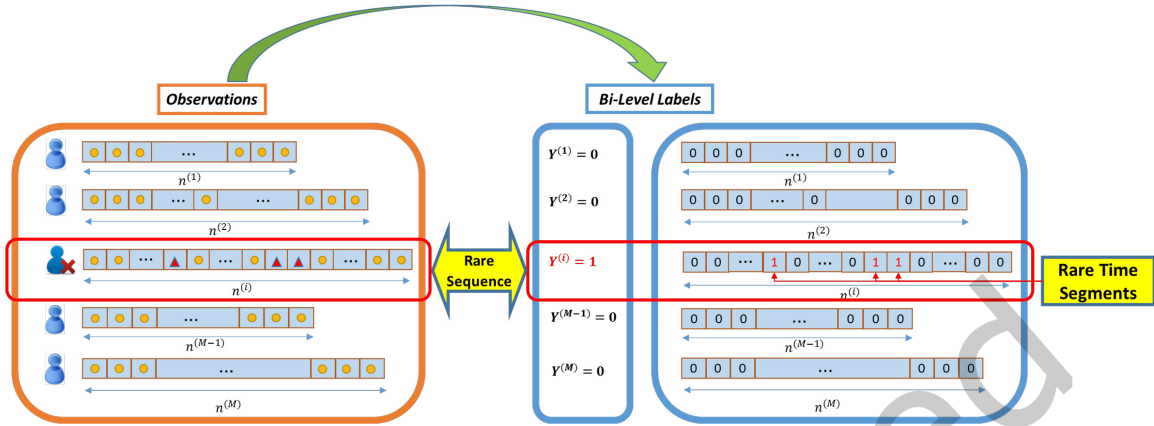 Observations
Bi-Level Labels
... n^(1)
Y^(1) = 0
0 0 0 ... 0 0 0
n^(1)
... ...
n^(2)
Y^(2) = 0
0 0 0 ... 0 0 0 0
n^(2)
... ... ... 
n^(i)
Rare
Sequence
Y^(i) = 1
0 0 ... 1 0 ... 0 1 1 0 ... 0 0
n^(i)
Rare Time
Segments
...
n^(M−1)
Y^(M−1) = 0
0 0 0 ... 0 0 0
n^(M−1)
...
n^(M)
Y^(M) = 0
0 0 0 ... 0 0 0
n^(M)